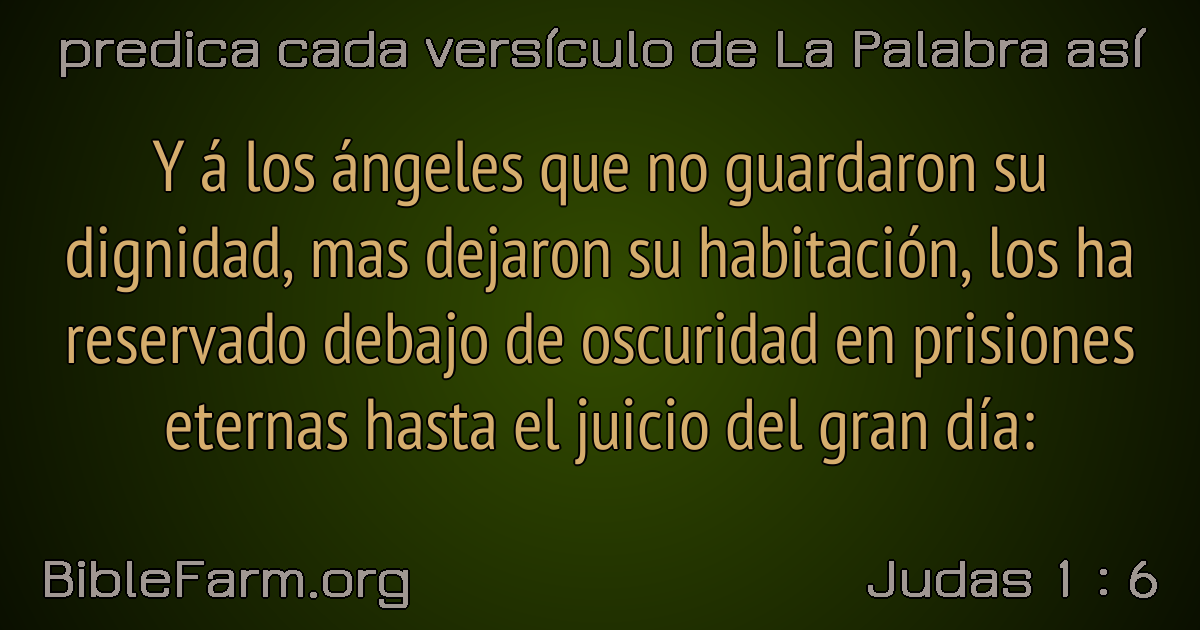 predica cada versículo de La Palabra así
Y á los ángeles que no guardaron su
dignidad, mas dejaron su habitación, los ha
reservado debajo de oscuridad en prisiones
eternas hasta el juicio del gran día:
BibleFarm.org
Judas 1 : 6